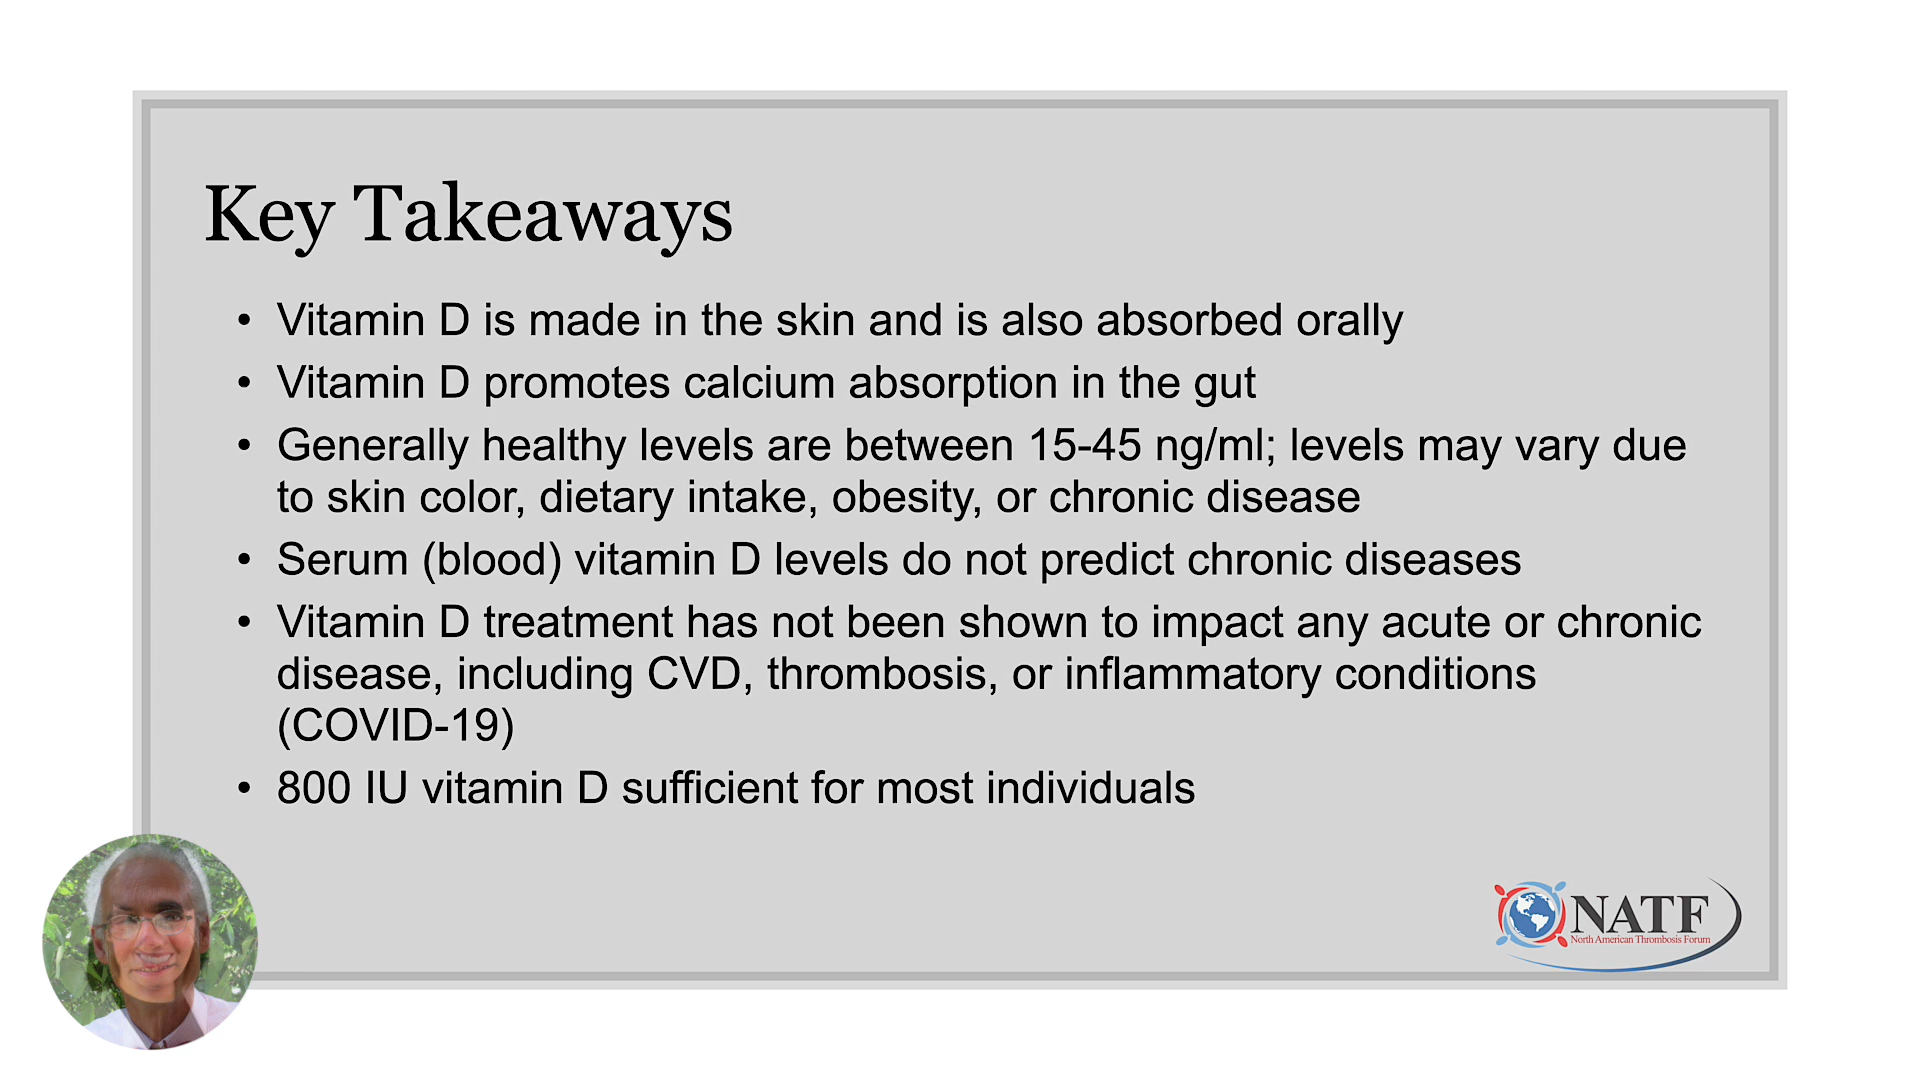 Key Takeaways
• Vitamin D is made in the skin and is also absorbed orally
• Vitamin D promotes calcium absorption in the gut
• Generally healthy levels are between 15-45 ng/ml; levels may vary due
to skin color, dietary intake, obesity, or chronic disease
• Serum (blood) vitamin D levels do not predict chronic diseases
• Vitamin D treatment has not been shown to impact any acute or chronic
disease, including CVD, thrombosis, or inflammatory conditions
(COVID-19)
• 800 IU vitamin D sufficient for most individuals
NATF
North American Thrombosis Forum